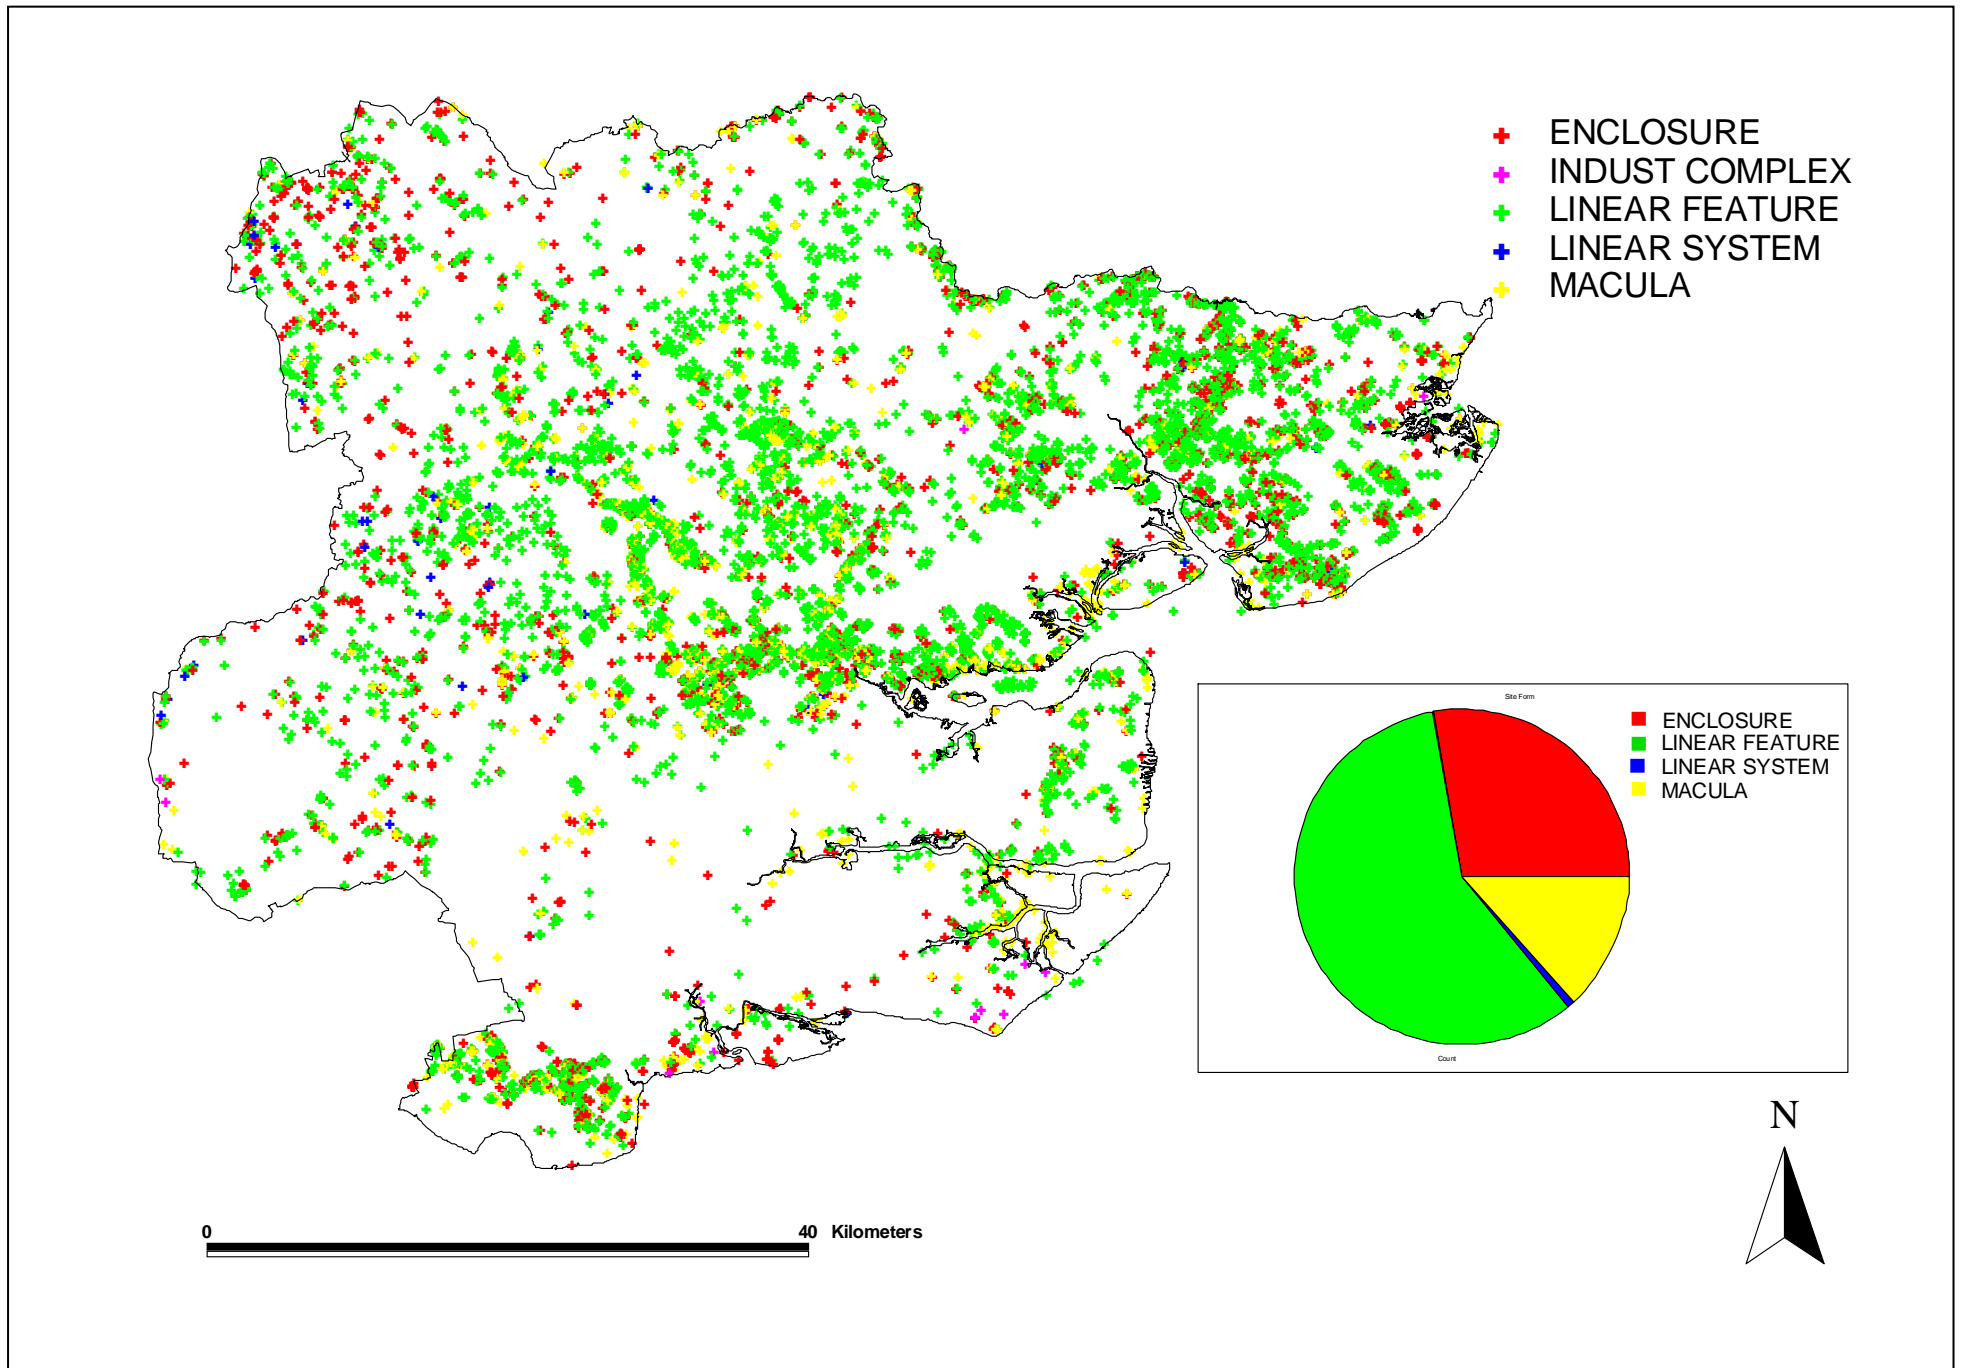 ENCLOSURE
INDUST COMPLEX
LINEAR FEATURE
LINEAR SYSTEM
MACULA
Site Form
ENCLOSURE
LINEAR FEATURE
LINEAR SYSTEM
MACULA
Count
N
0 40 Kilometers